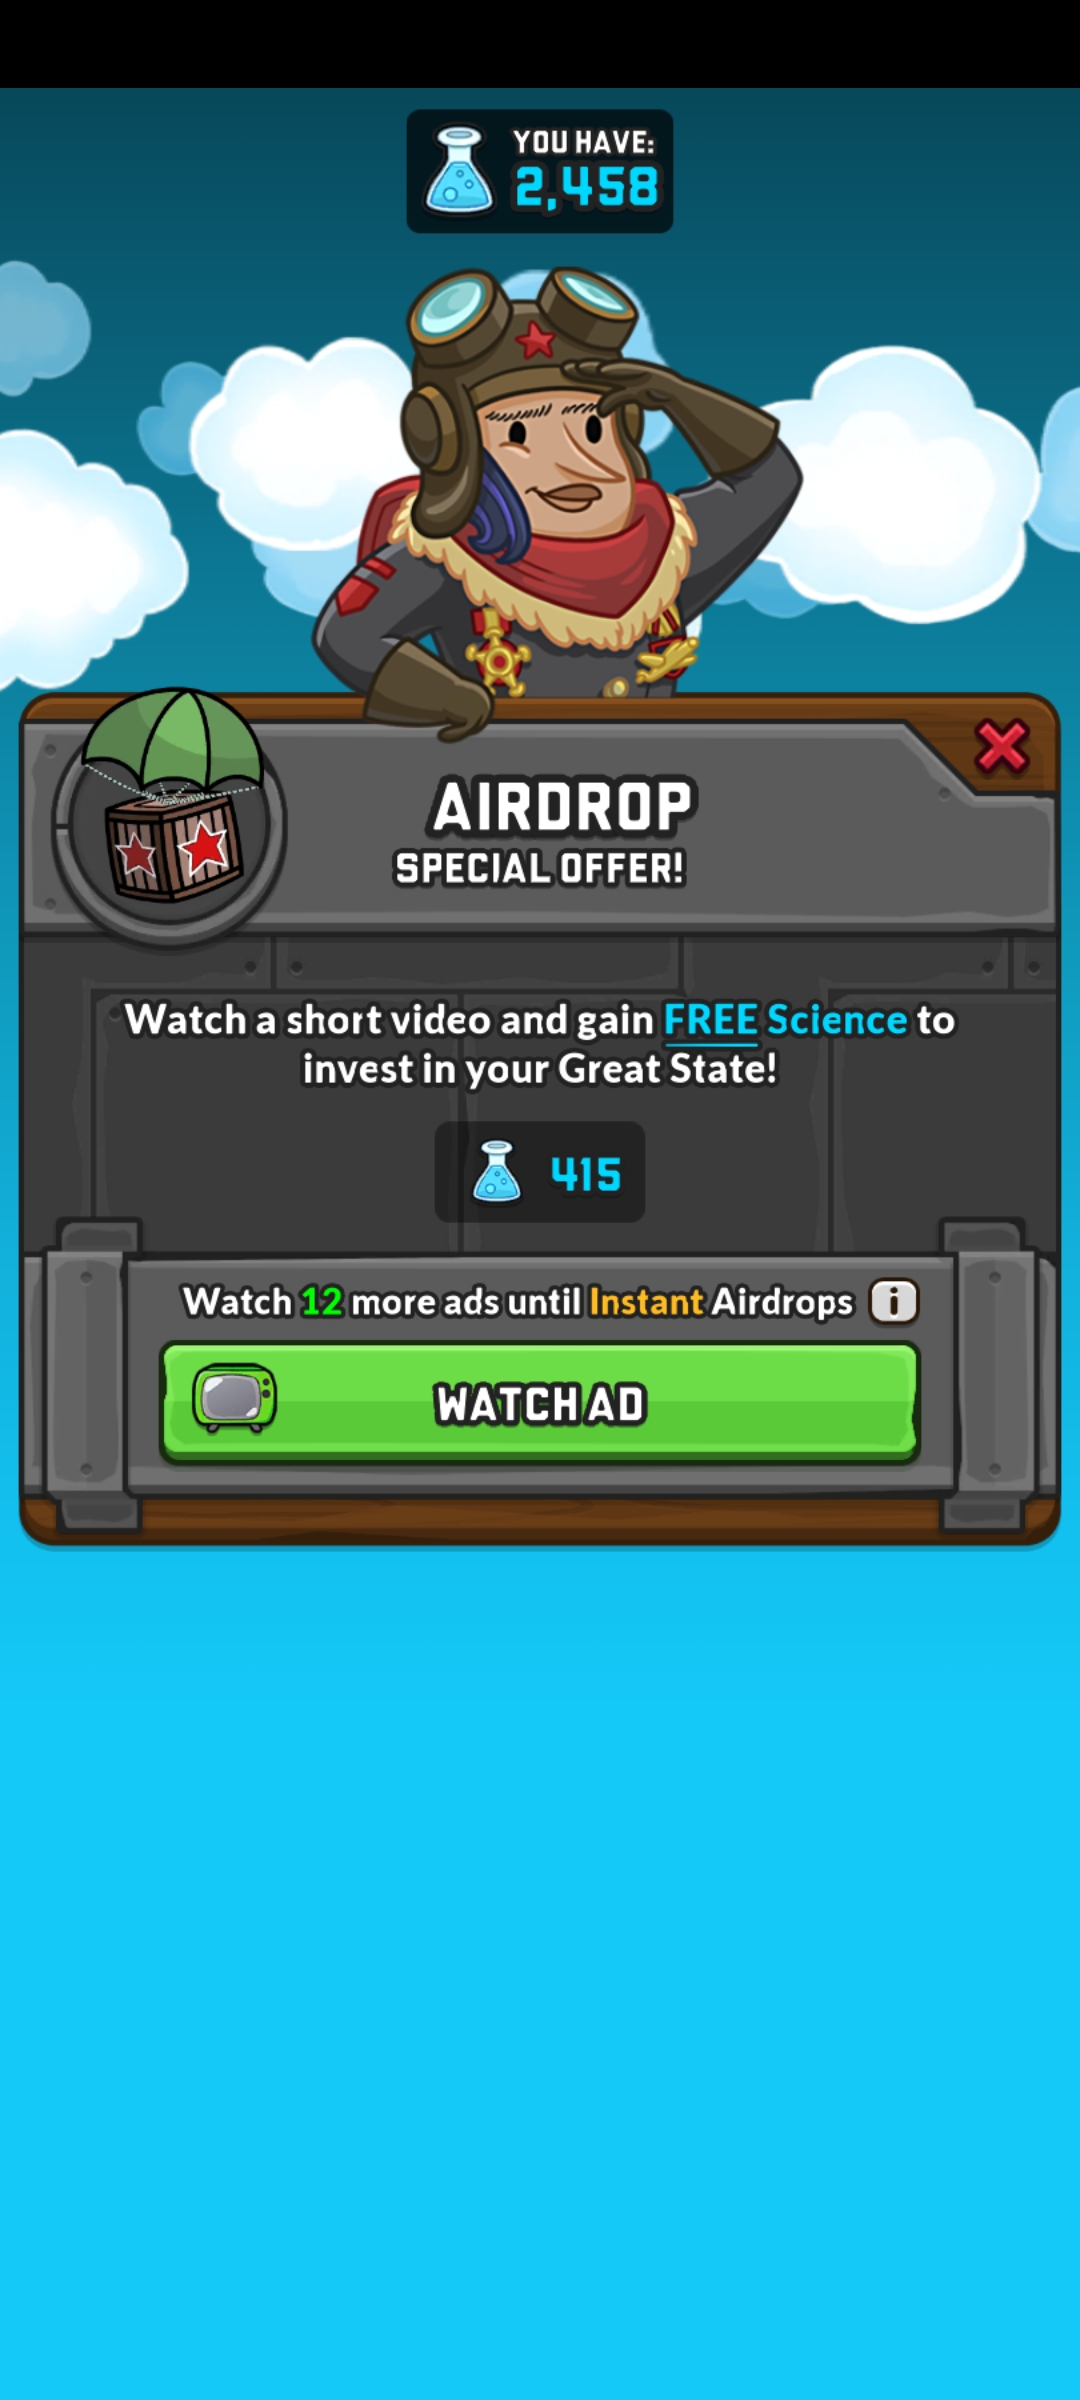 YOU HAVE:
2,458
AIRDROP
SPECIAL OFFER!
Watch a short video and gain FREE Science to
invest in your Great State!
415
Watch 12 more ads until Instant Airdrops i
WATCH AD